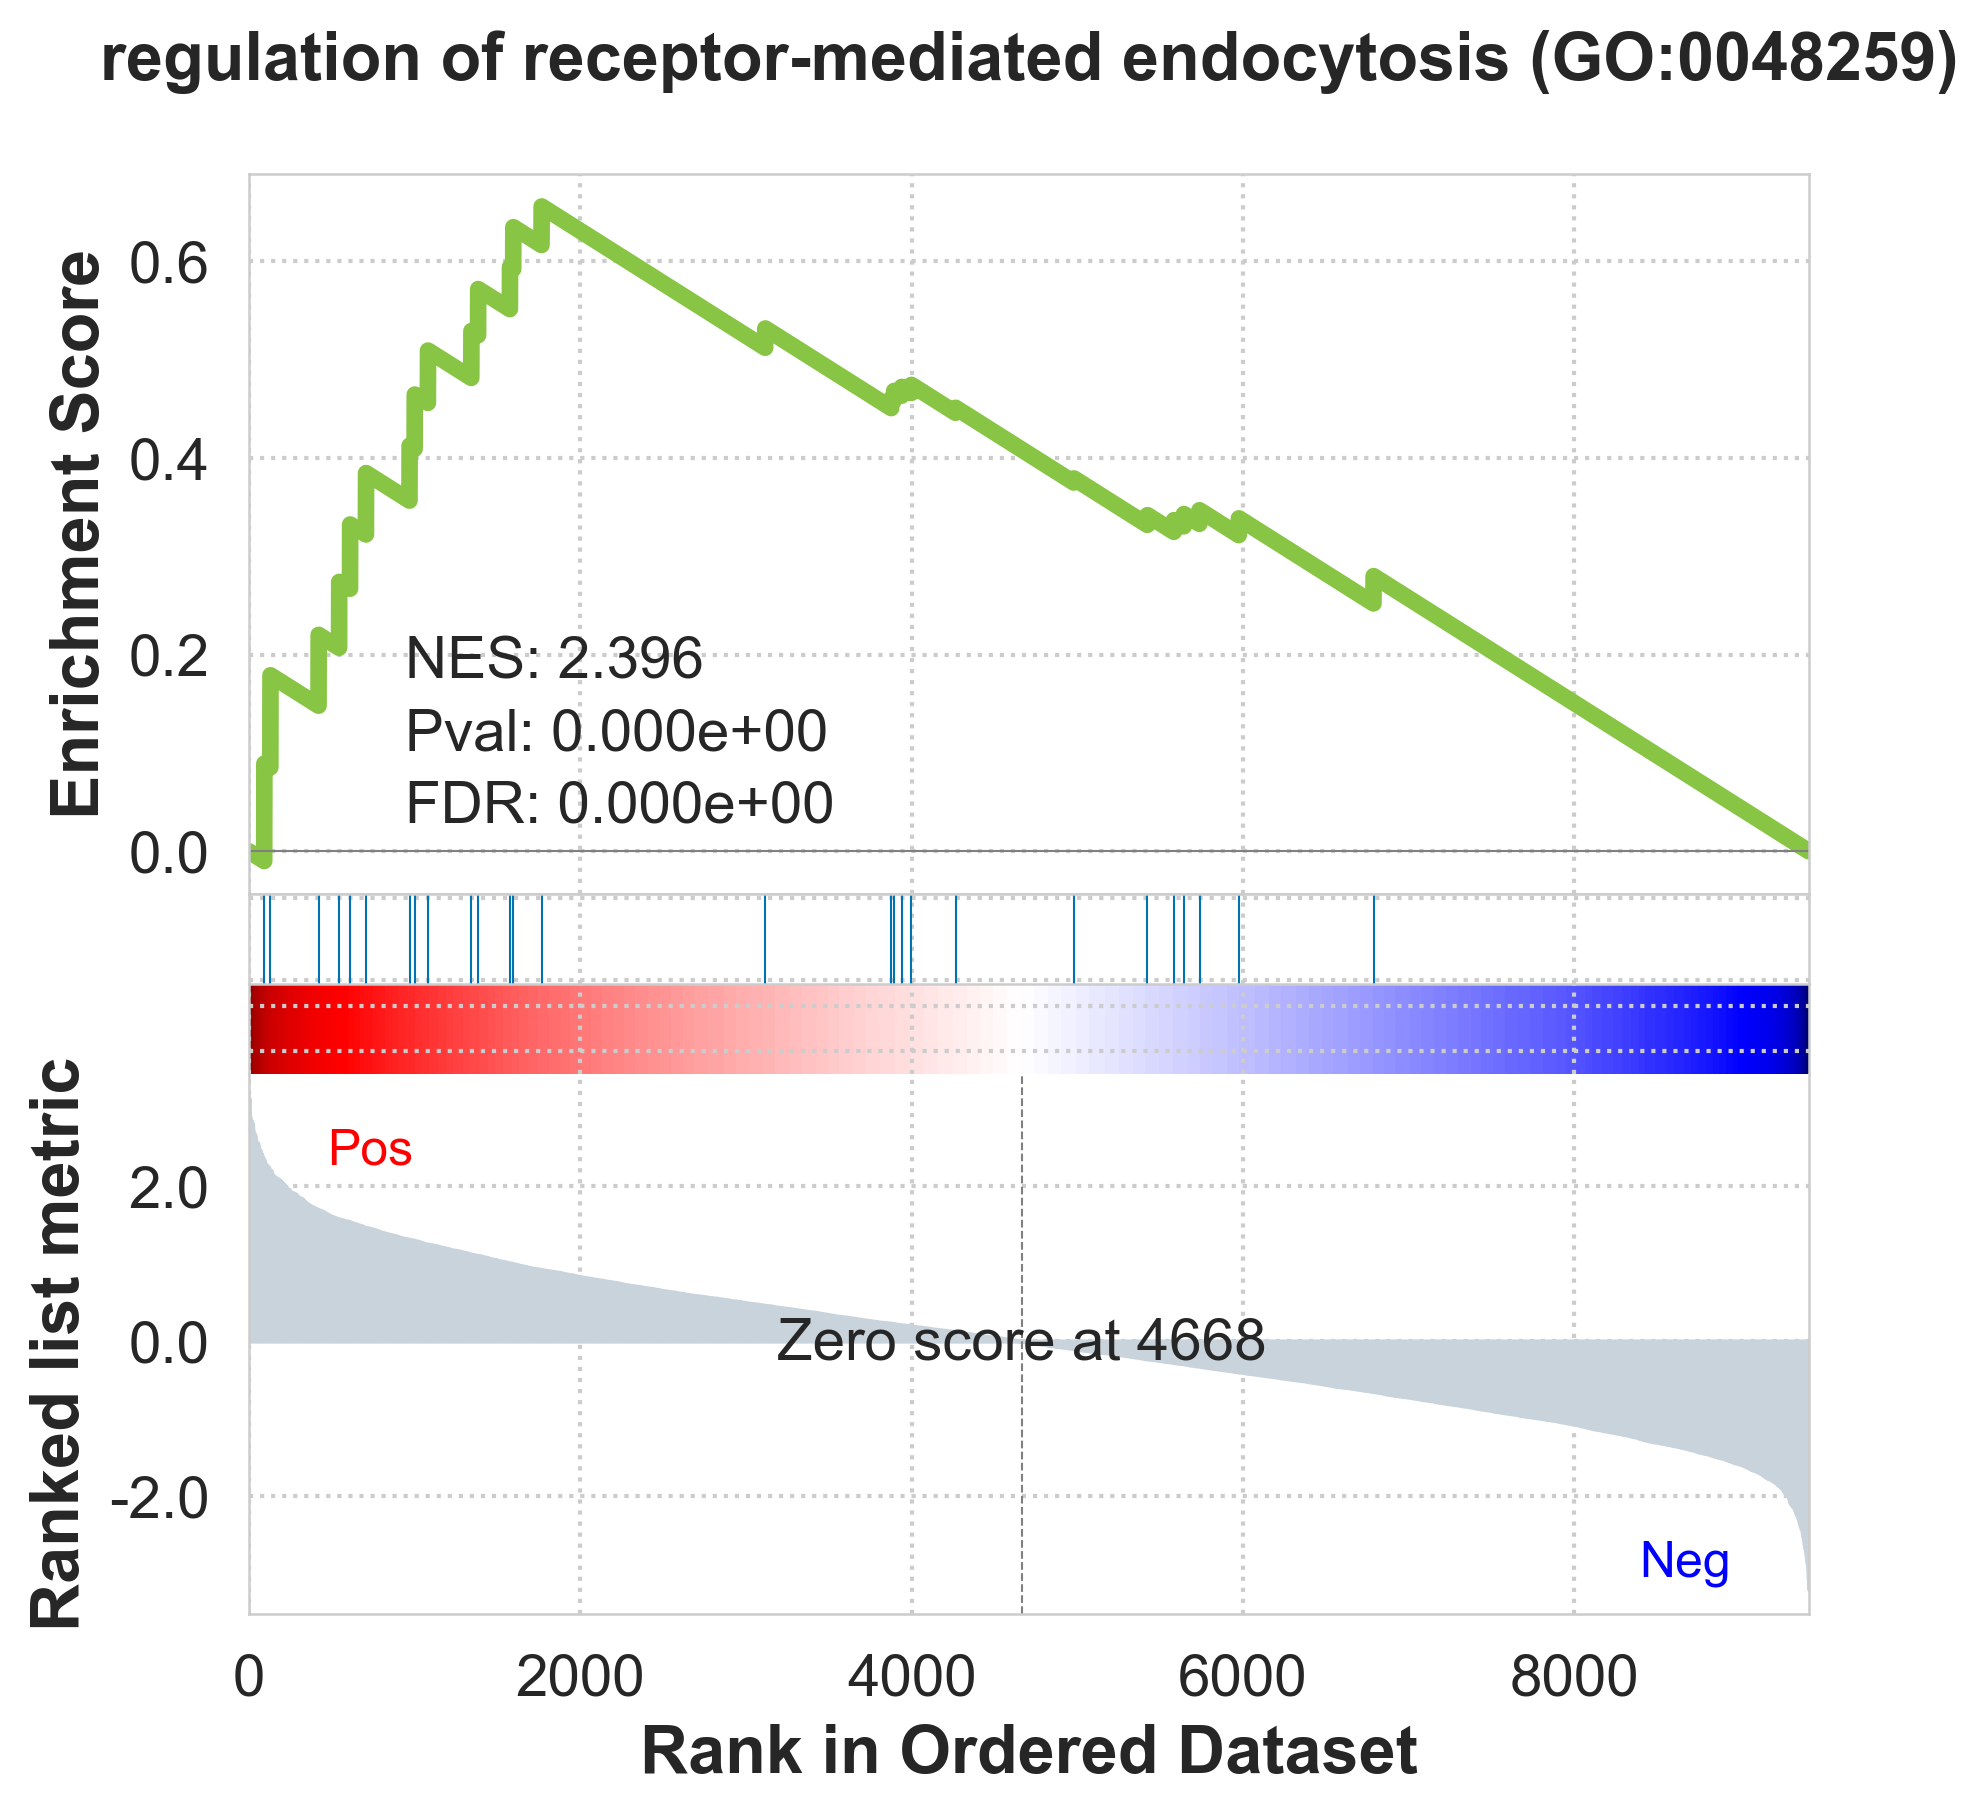 regulation of receptor-mediated endocytosis (GO:0048259)
Enrichment Score
0.6
0.4
0.2
0.0
NES: 2.396
Pval: 0.000e+00
FDR: 0.000e+00
Ranked list metric
Pos
2.0
0.0
-2.0
Zero score at 4668
Neg
0 2000 4000 6000 8000
Rank in Ordered Dataset